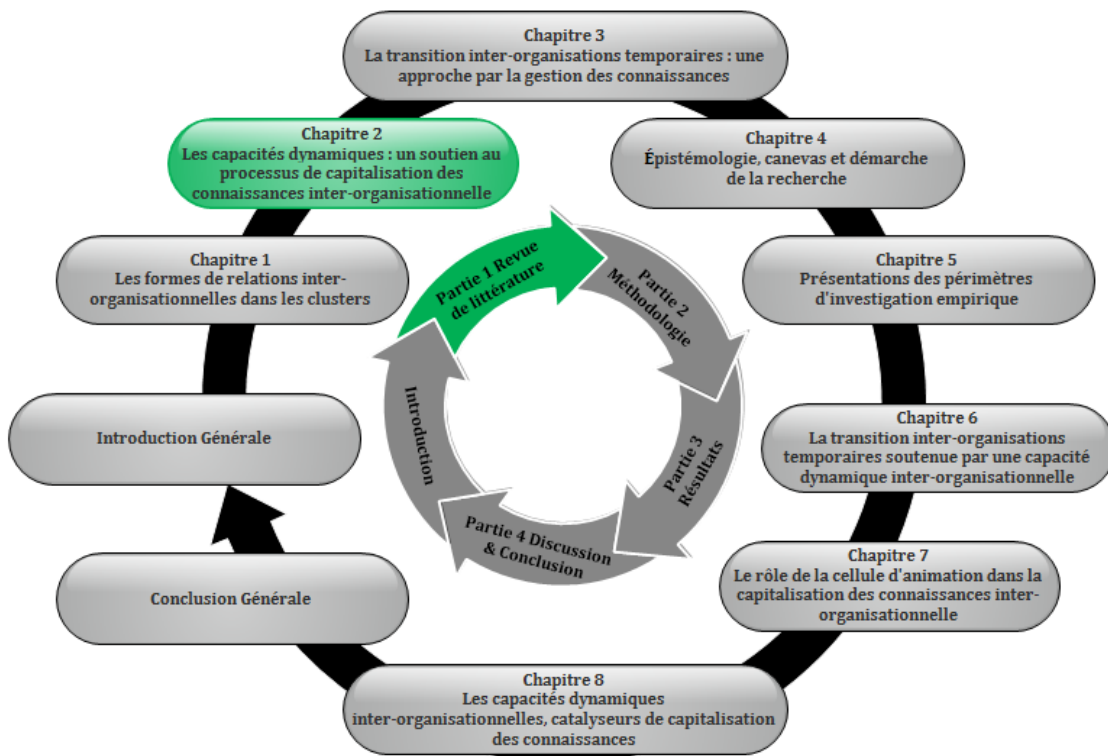 Chapitre 3
La transition inter-organisations temporaires : une
approche par la gestion des connaissances
Chapitre 2
Les capacités dynamiques : un soutien au
processus de capitalisation des
connaissances inter-organisationnelle
Chapitre 4
Épistémologie, canevas et démarche
de la recherche
Chapitre 1
Les formes de relations inter-
organisationnelles dans les clusters
Chapitre 5
Présentations des périmètres
d'investigation empirique
Introduction Générale
Chapitre 6
La transition inter-organisations
temporaires soutenue par une capacité
dynamique inter-organisationnelle
Conclusion Générale
Chapitre 7
Le rôle de la cellule d'animation dans la
capitalisation des connaissances inter-
organisationnelle
Chapitre 8
Les capacités dynamiques
inter-organisationnelles, catalyseurs de capitalisation
des connaissances
Partie 1 Revue
de littérature
Partie 2
Méthodologie
Partie 3
Résultats
Partie 4 Discussion
& Conclusion
Introduction